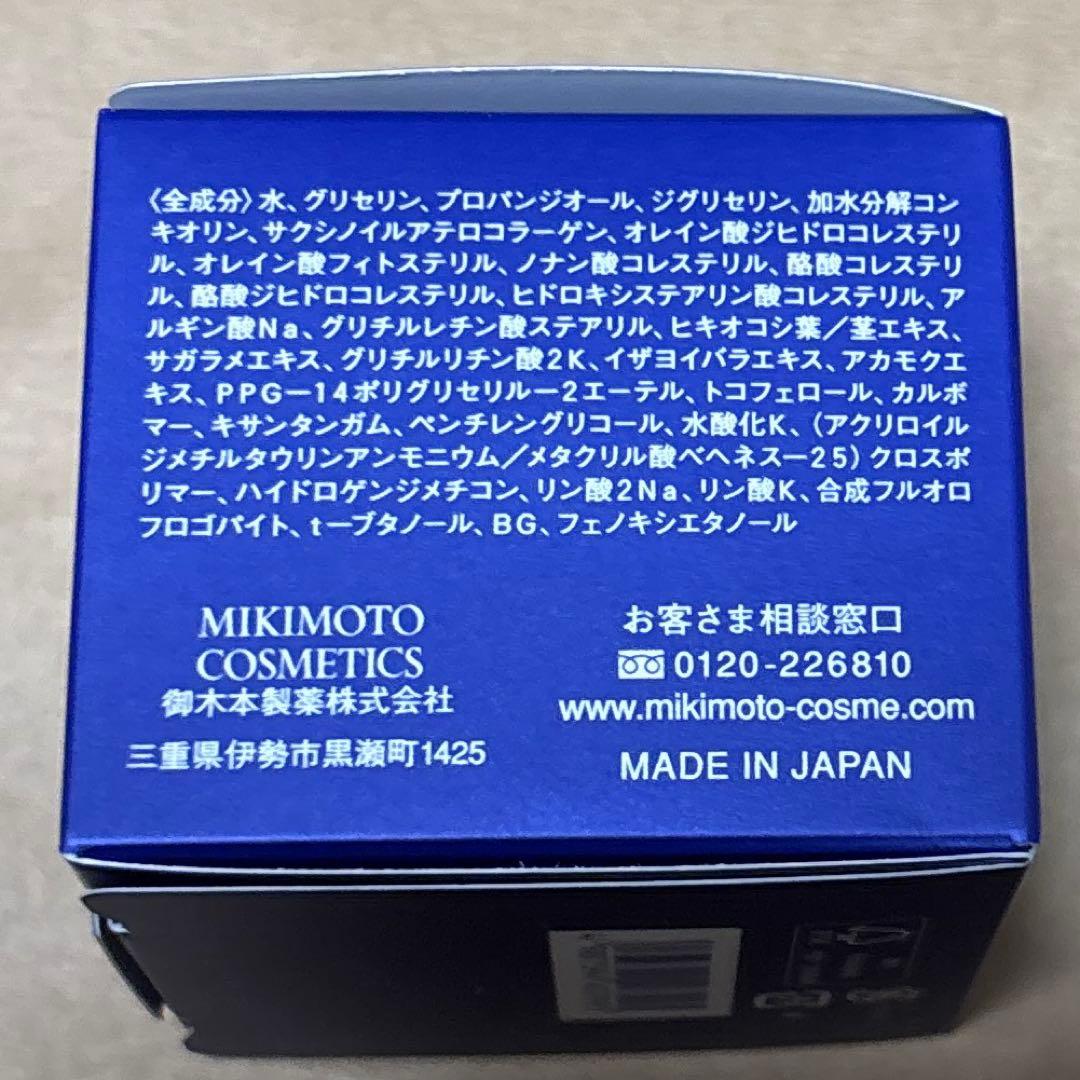 〈全成分〉水、グリセリン、プロパンジオール、ジグリセリン、加水分解コン
キオリン、サクシノイルアテロコラーゲン、オレイン酸ジヒドロコレステリ
ル、オレイン酸フィトステリル、ノナン酸コレステリル、酪酸コレステリ
ル、酪酸ジヒドロコレステリル、ヒドロキシステアリン酸コレステリル、ア
ルギン酸Na、グリチルレチン酸ステアリル、ヒキオコシ葉／茎エキス、
サガラメエキス、グリチルリチン酸2K、イザヨイバラエキス、アカモクエ
キス、PPG－14ポリグリセリル－2エーテル、トコフェロール、カルボ
マー、キサンタンガム、ペンチレングリコール、水酸化K、（アクリロイル
ジメチルタウリンアンモニウム／メタクリル酸ベヘネス－25）クロスポ
リマー、ハイドロゲンジメチコン、リン酸2Na、リン酸K、合成フルオロ
フロゴパイト、t－ブタノール、BG、フェノキシエタノール
MIKIMOTO
COSMETICS
御木本製薬株式会社
三重県伊勢市黒瀬町1425
お客さま相談窓口
0120-226810
www.mikimoto-cosme.com
MADE IN JAPAN